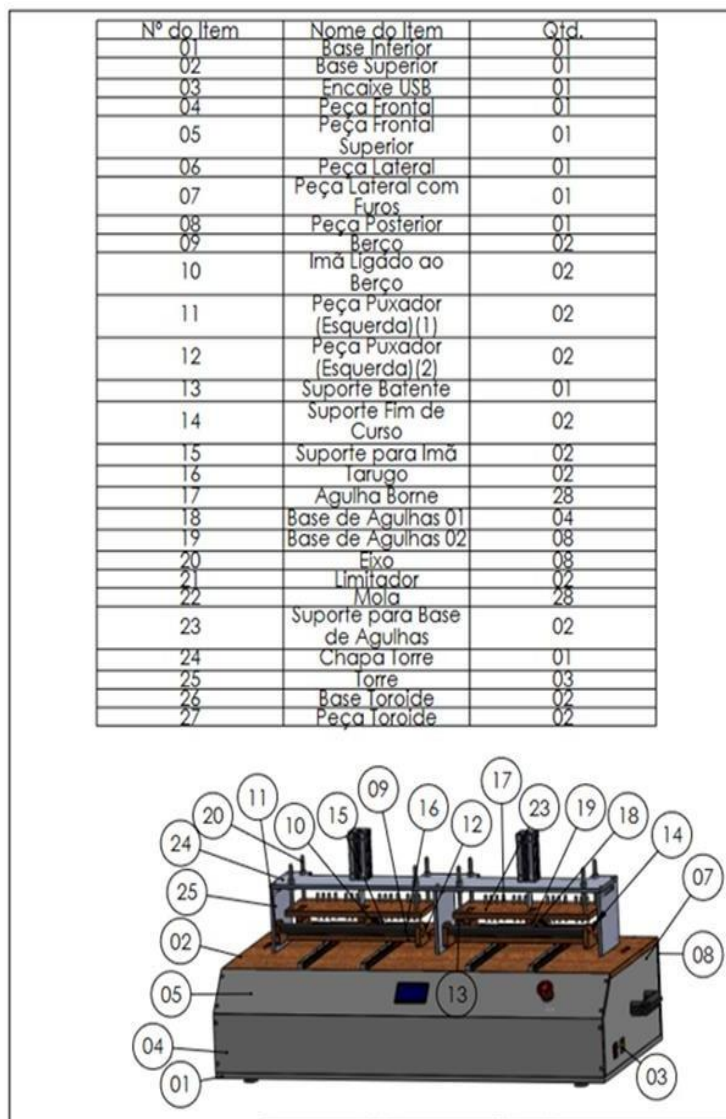 Nº do Item Nome do Item Qtd.
01 Base Inferior 01
02 Base Superior 01
03 Encaixe USB 01
04 Peça Frontal 01
05 Peça Frontal Superior 01
06 Peça Lateral 01
07 Peça Lateral com Furos 01
08 Peça Posterior 01
09 Berço 02
10 Imã Ligado ao Berço 02
11 Peça Puxador (Esquerda)(1) 02
12 Peça Puxador (Esquerda)(2) 02
13 Suporte Batente 01
14 Suporte Fim de Curso 02
15 Suporte para Imã 02
16 Tarugo 02
17 Agulha Borne 28
18 Base de Agulhas 01 04
19 Base de Agulhas 02 08
20 Eixo 08
21 Limitador 02
22 Mola 28
23 Suporte para Base de Agulhas 02
24 Chapa Torre 01
25 Torre 03
26 Base Toroide 02
27 Peça Toroide 02
20 11 10 15 09 16 12 17 23 19 18 14
24
25
07
02
08
05
13
04
03
01